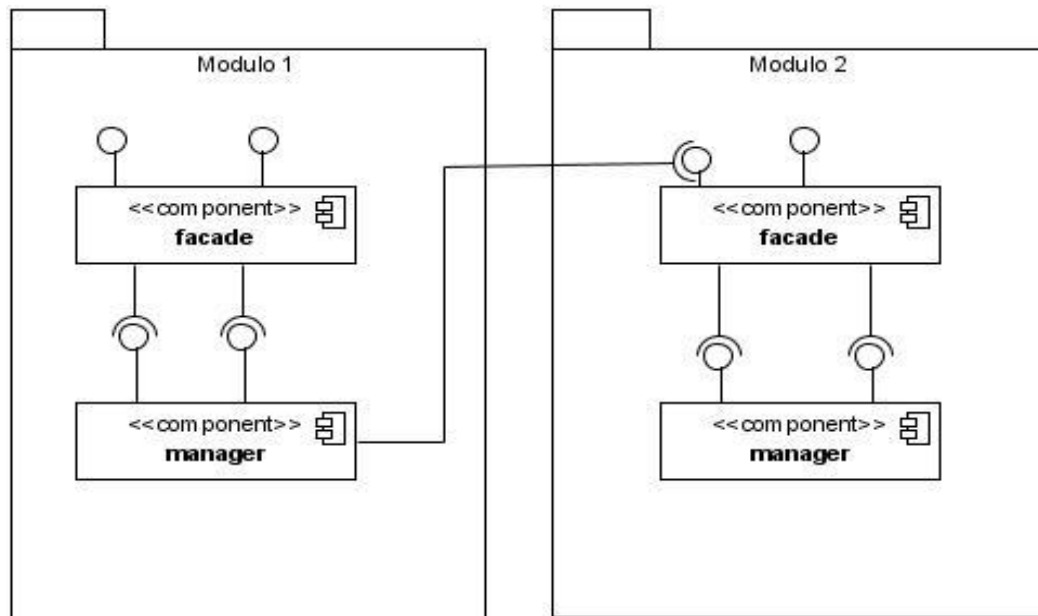 Modulo 1
<<component>>
facade
<<component>>
manager
Modulo 2
<<component>>
facade
<<component>>
manager